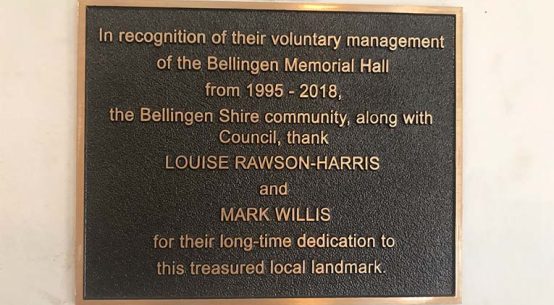 In recognition of their voluntary management
of the Bellingen Memorial Hall
from 1995 - 2018,
the Bellingen Shire community, along with
Council, thank
LOUISE RAWSON-HARRIS
and
MARK WILLIS
for their long-time dedication to
this treasured local landmark.